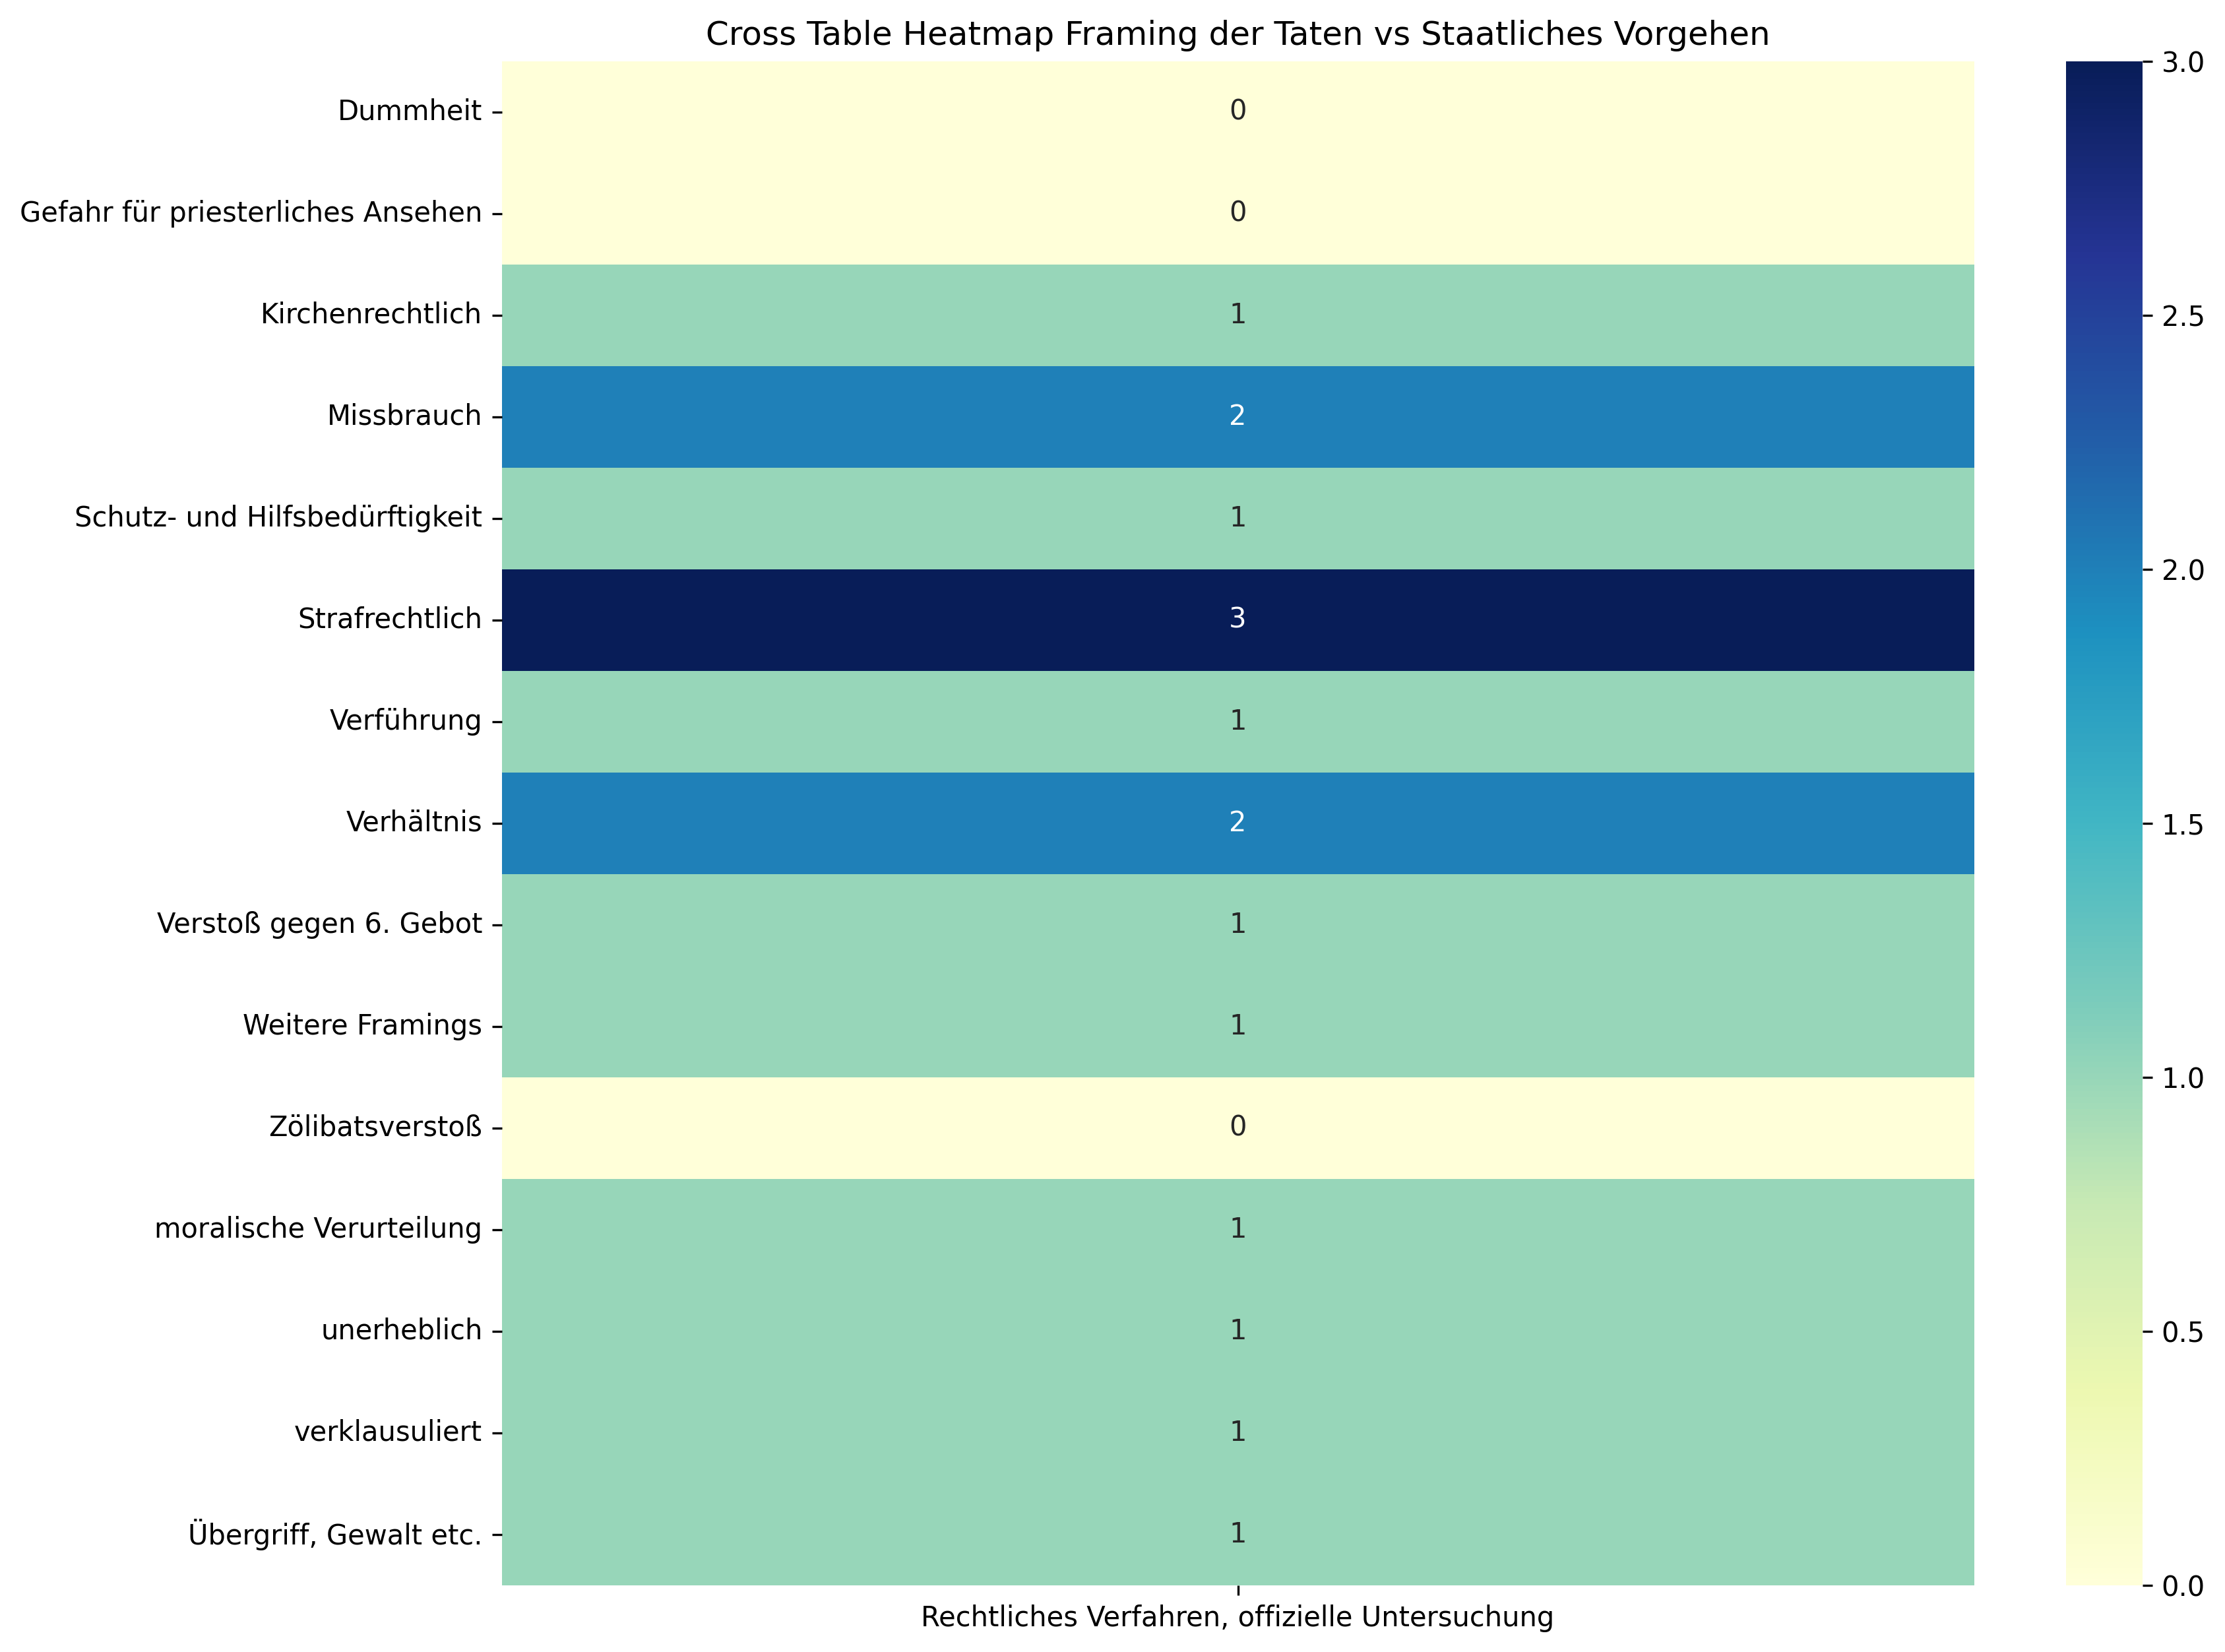 Cross Table Heatmap Framing der Taten vs Staatliches Vorgehen
Dummheit 0
Gefahr für priesterliches Ansehen 0
Kirchenrechtlich 1
Missbrauch 2
Schutz- und Hilfsbedürftigkeit 1
Strafrechtlich 3
Verführung 1
Verhältnis 2
Verstoß gegen 6. Gebot 1
Weitere Framings 1
Zölibatsverstoß 0
moralische Verurteilung 1
unerheblich 1
verklausuliert 1
Übergriff, Gewalt etc. 1
Rechtliches Verfahren, offizielle Untersuchung
3.0
2.5
2.0
1.5
1.0
0.5
0.0